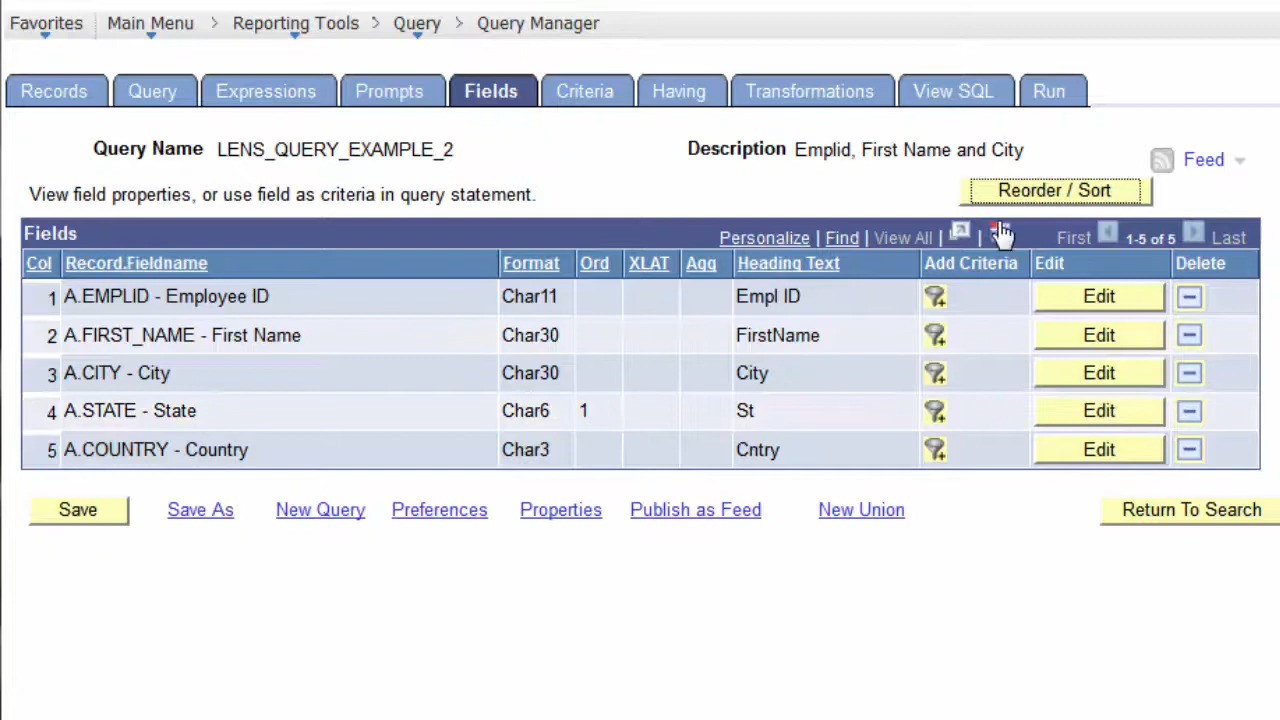 Favorites Main Menu > Reporting Tools > Query > Query Manager
Records Query Expressions Prompts Fields Criteria Having Transformations View SQL Run
Query Name LENS_QUERY_EXAMPLE_2 Description Emplid, First Name and City
Feed
View field properties, or use field as criteria in query statement. Reorder / Sort
Fields Personalize | Find | View All | | First 1-5 of 5 Last
Col Record.Fieldname Format Ord XLAT Agg Heading Text Add Criteria Edit Delete
1 A.EMPLID - Employee ID Char11 Empl ID Edit
2 A.FIRST_NAME - First Name Char30 FirstName Edit
3 A.CITY - City Char30 City Edit
4 A.STATE - State Char6 1 St Edit
5 A.COUNTRY - Country Char3 Cntry Edit
Save Save As New Query Preferences Properties Publish as Feed New Union Return To Search